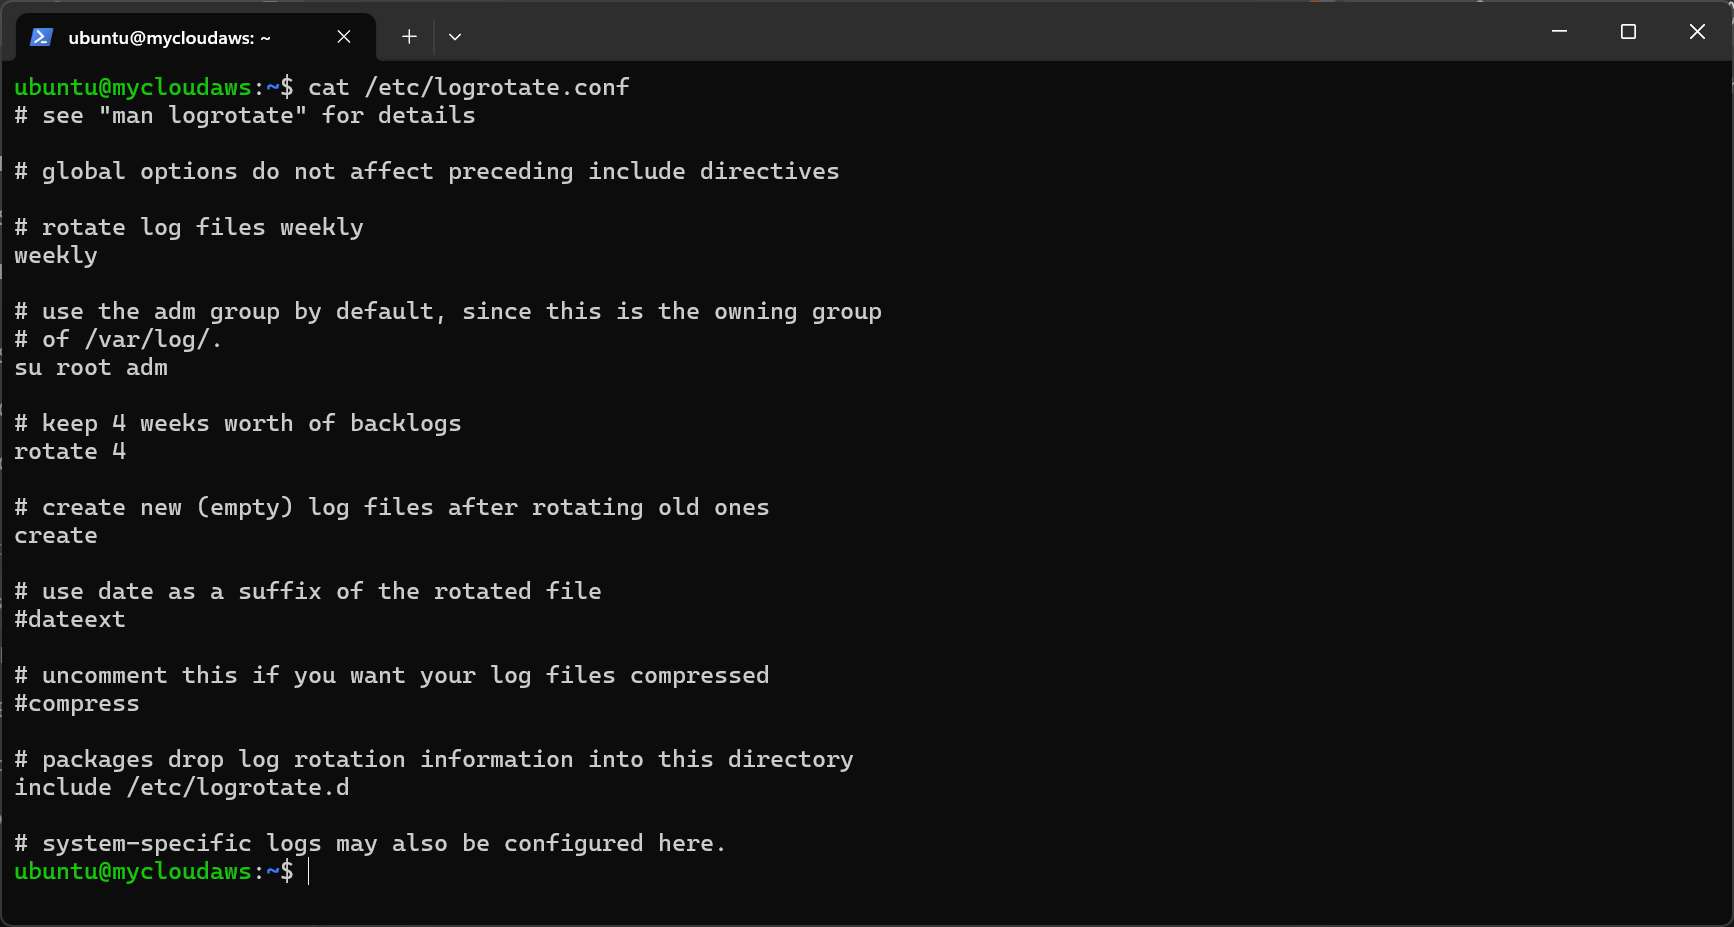 ubuntu@mycloudaws: ~
ubuntu@mycloudaws:~$ cat /etc/logrotate.conf
# see "man logrotate" for details
# global options do not affect preceding include directives
# rotate log files weekly
weekly
# use the adm group by default, since this is the owning group
# of /var/log/.
su root adm
# keep 4 weeks worth of backlogs
rotate 4
# create new (empty) log files after rotating old ones
create
# use date as a suffix of the rotated file
#dateext
# uncomment this if you want your log files compressed
#compress
# packages drop log rotation information into this directory
include /etc/logrotate.d
# system-specific logs may also be configured here.
ubuntu@mycloudaws:~$